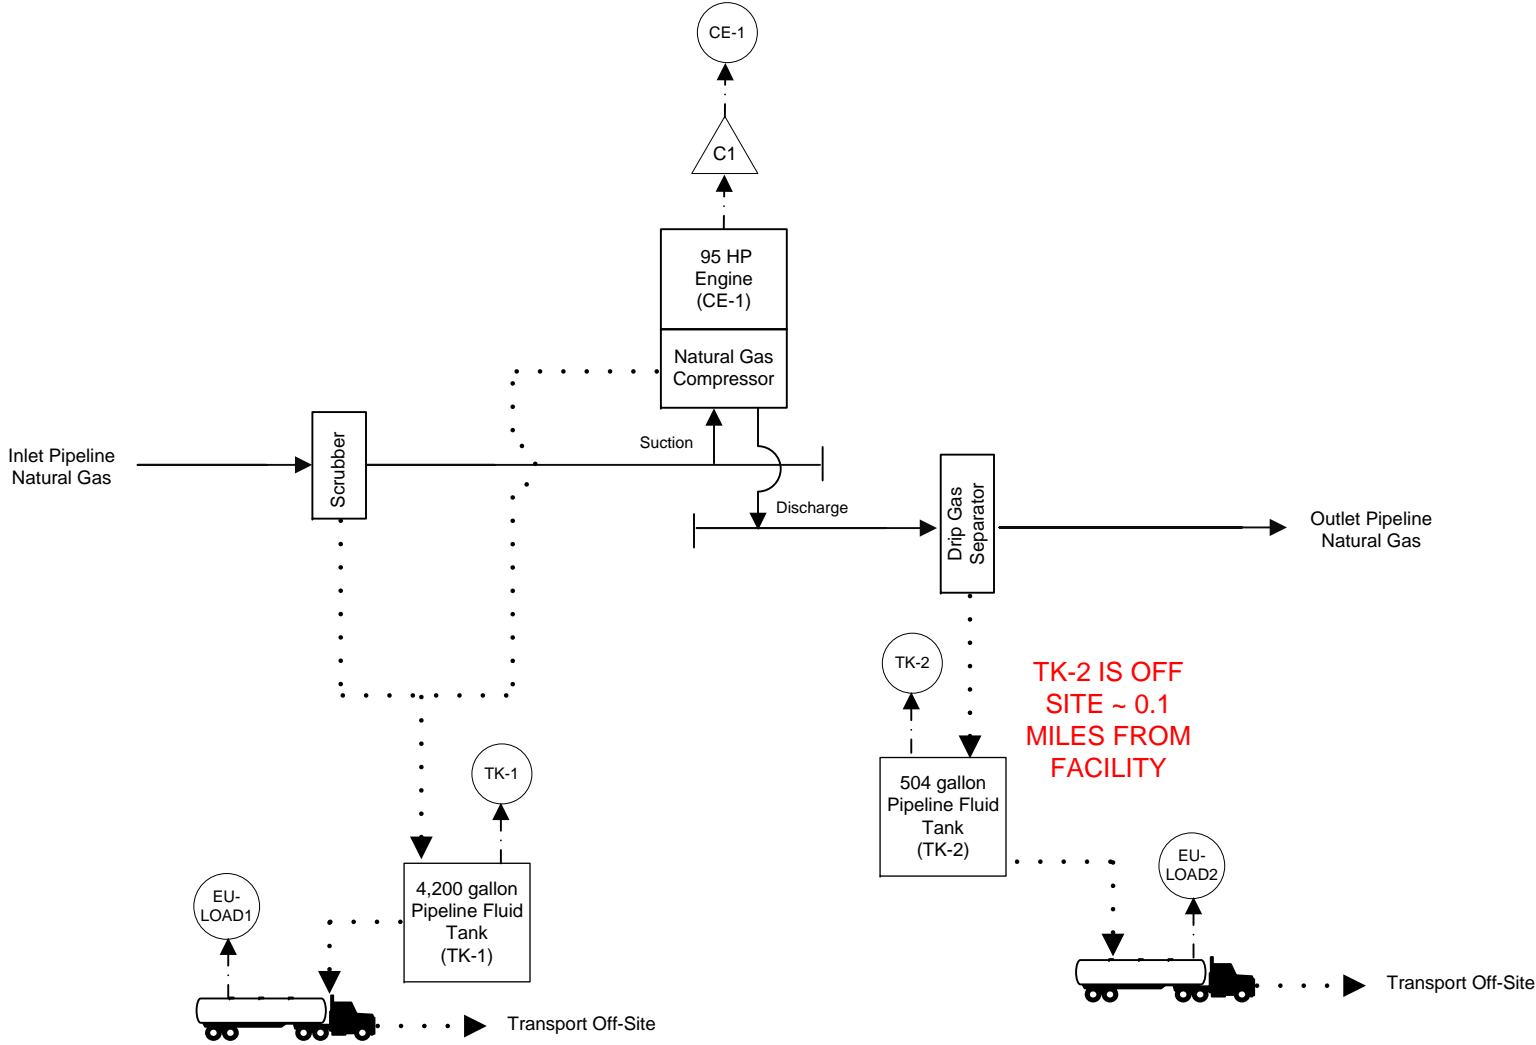 CE-1
C1
95 HP
Engine
(CE-1)
Natural Gas
Compressor
Suction
Inlet Pipeline
Natural Gas
Scrubber
Discharge
Drip Gas
Separator
Outlet Pipeline
Natural Gas
TK-2
TK-2 IS OFF
SITE ~ 0.1
MILES FROM
FACILITY
TK-1
504 gallon
Pipeline Fluid
Tank
(TK-2)
EU-
LOAD2
EU-
LOAD1
4,200 gallon
Pipeline Fluid
Tank
(TK-1)
Transport Off-Site
Transport Off-Site